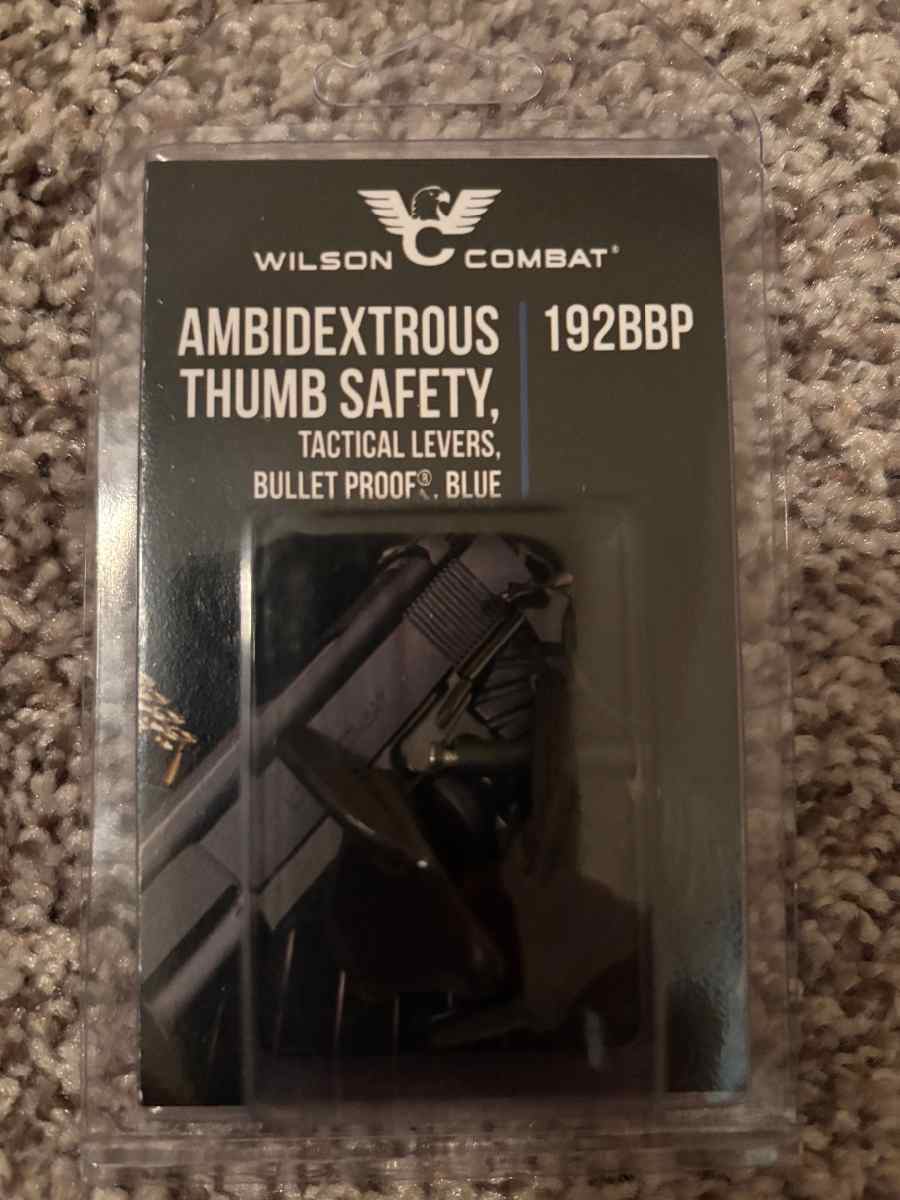 WILSON COMBAT®
AMBIDEXTROUS
THUMB SAFETY,
TACTICAL LEVERS,
BULLET PROOF®, BLUE
192BBP